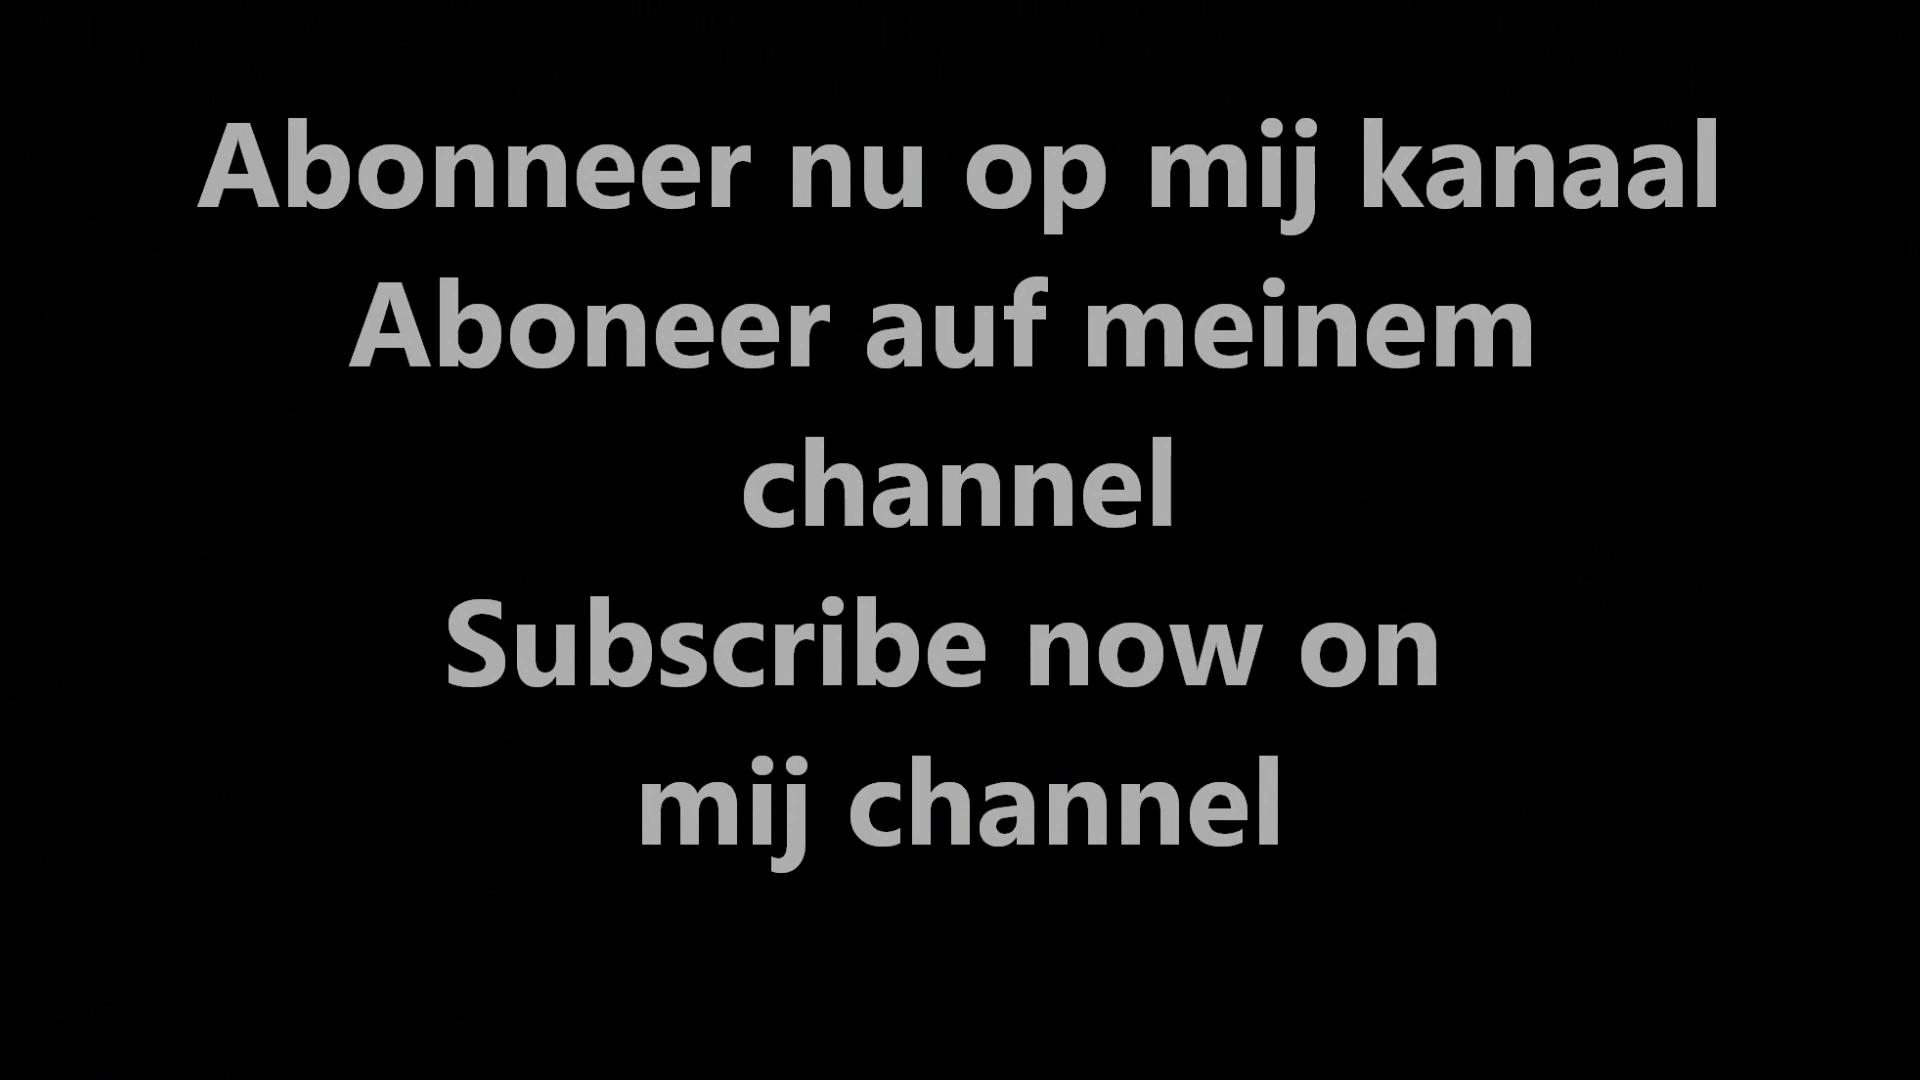 Abonneer nu op mij kanaal
Aboneer auf meinem
channel
Subscribe now on
mij channel